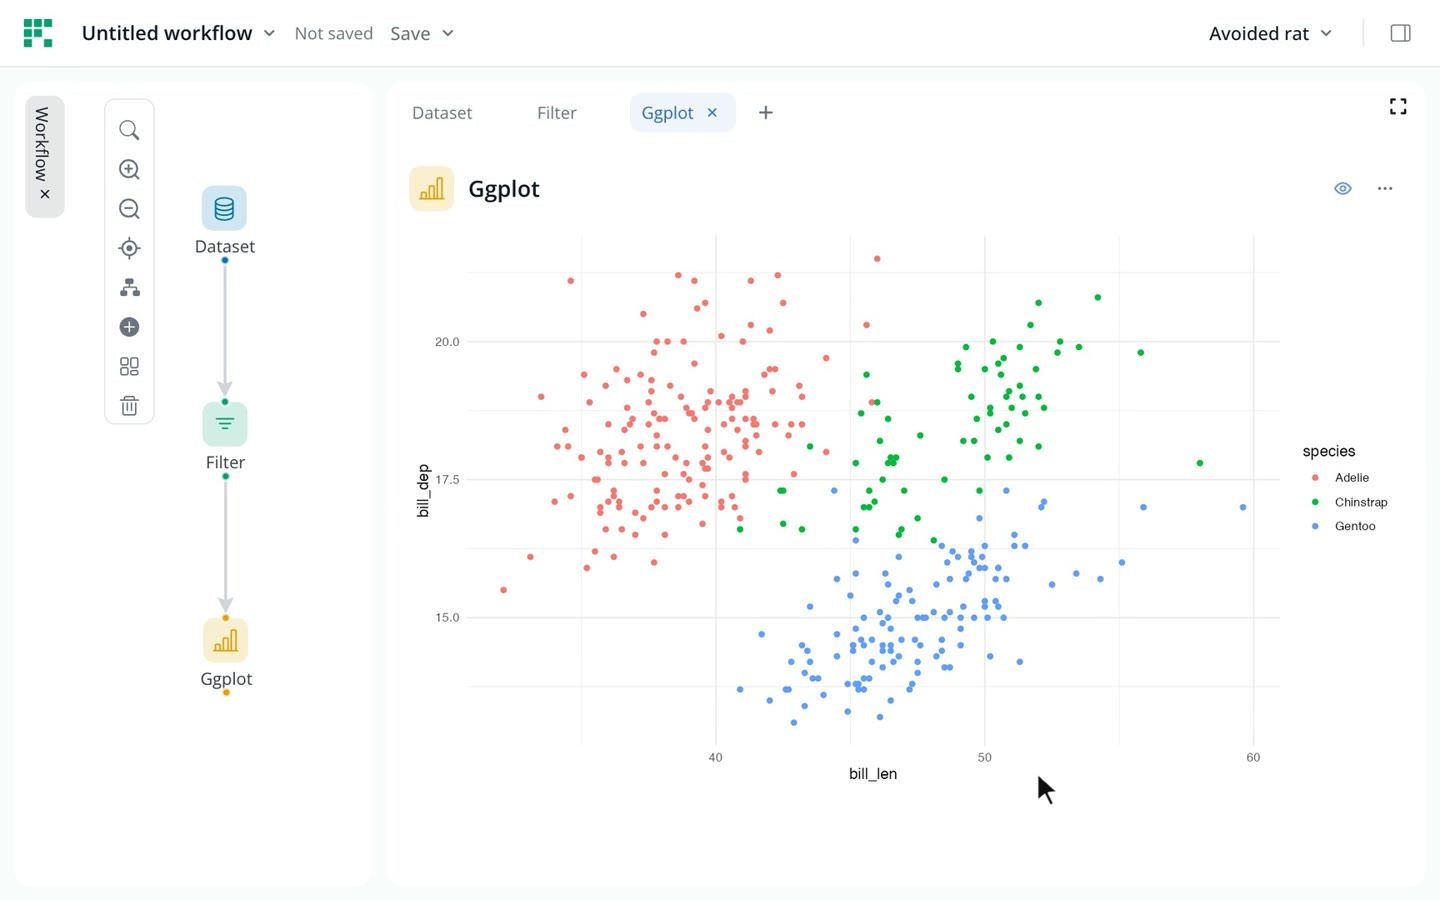 Untitled workflow Not saved Save Avoided rat
Workflow ×
Dataset Filter Ggplot × +
Ggplot
Dataset
Filter
Ggplot
20.0
17.5
15.0
bill_dep
40 50 60
bill_len
species
Adelie
Chinstrap
Gentoo